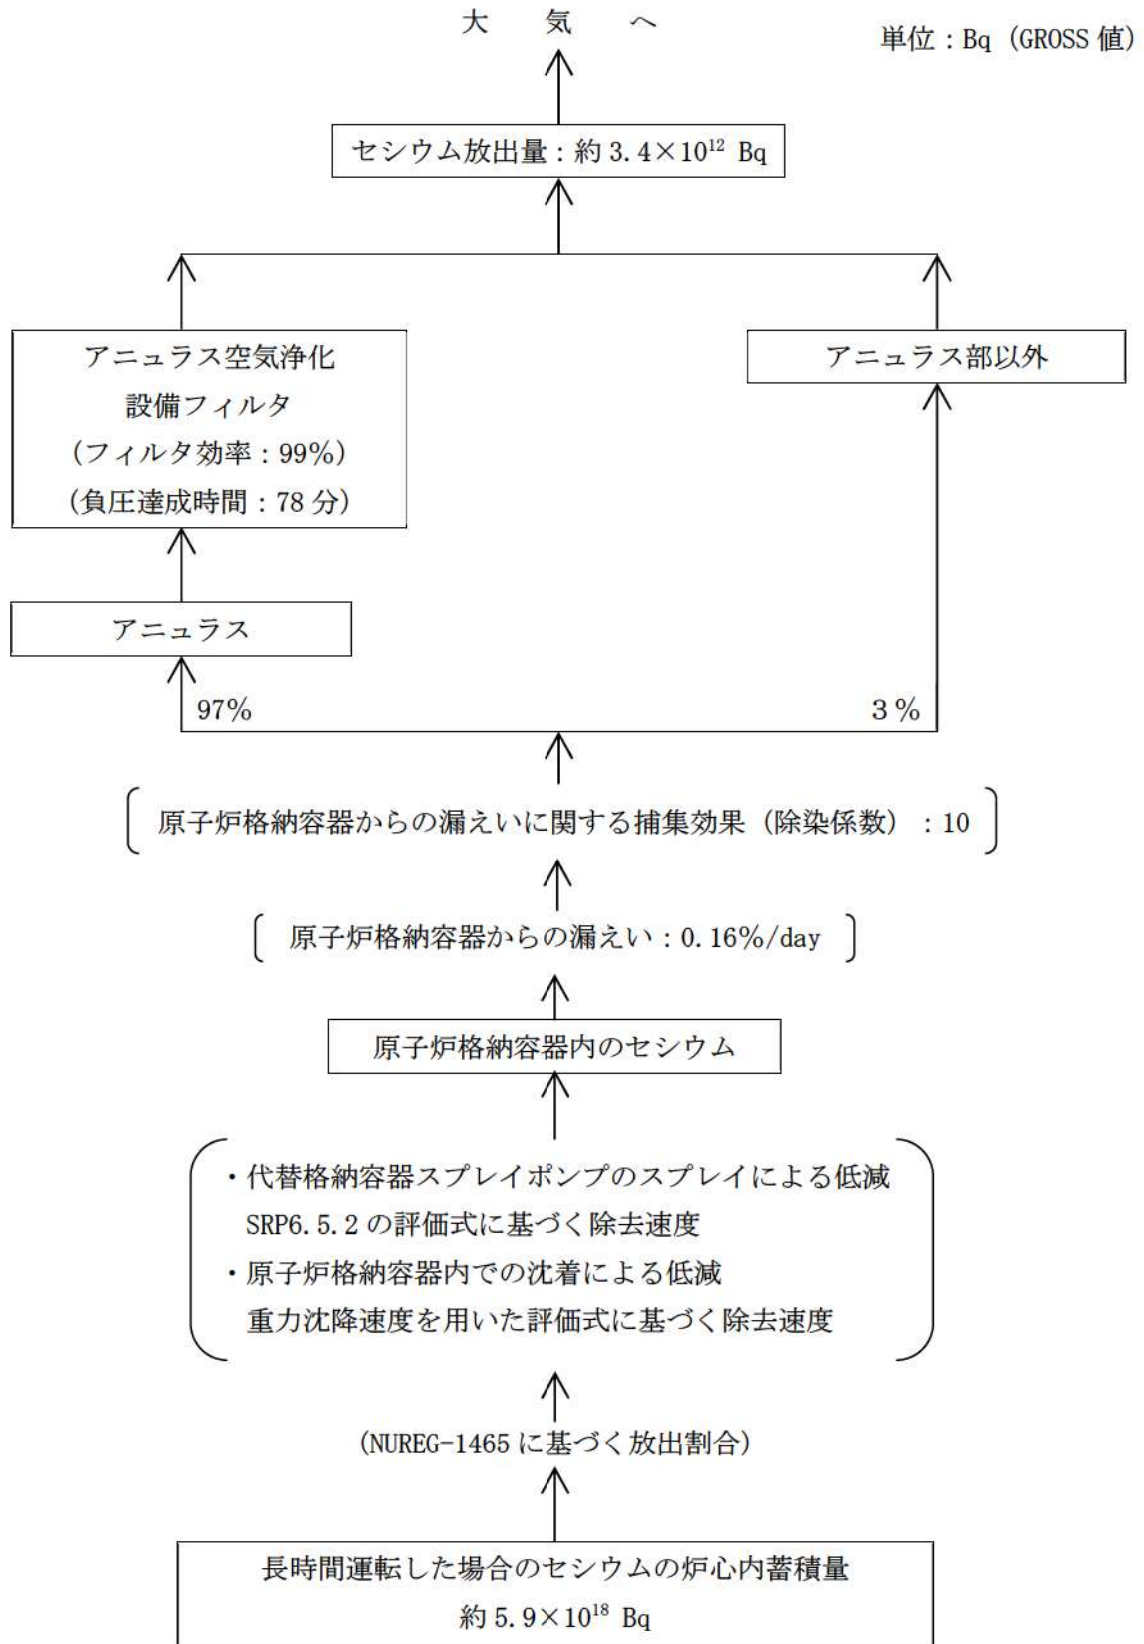 大　気　へ
単位：Bq（GROSS 値）
セシウム放出量：約 3.4×10¹² Bq
アニュラス空気浄化
設備フィルタ
(フィルタ効率：99%)
(負圧達成時間：78 分)
アニュラス部以外
アニュラス
97%
3％
原子炉格納容器からの漏えいに関する捕集効果（除染係数）：10
原子炉格納容器からの漏えい：0.16%/day
原子炉格納容器内のセシウム
・代替格納容器スプレイポンプのスプレイによる低減
SRP6.5.2 の評価式に基づく除去速度
・原子炉格納容器内での沈着による低減
重力沈降速度を用いた評価式に基づく除去速度
(NUREG-1465 に基づく放出割合)
長時間運転した場合のセシウムの炉心内蓄積量
約 5.9×10¹⁸ Bq